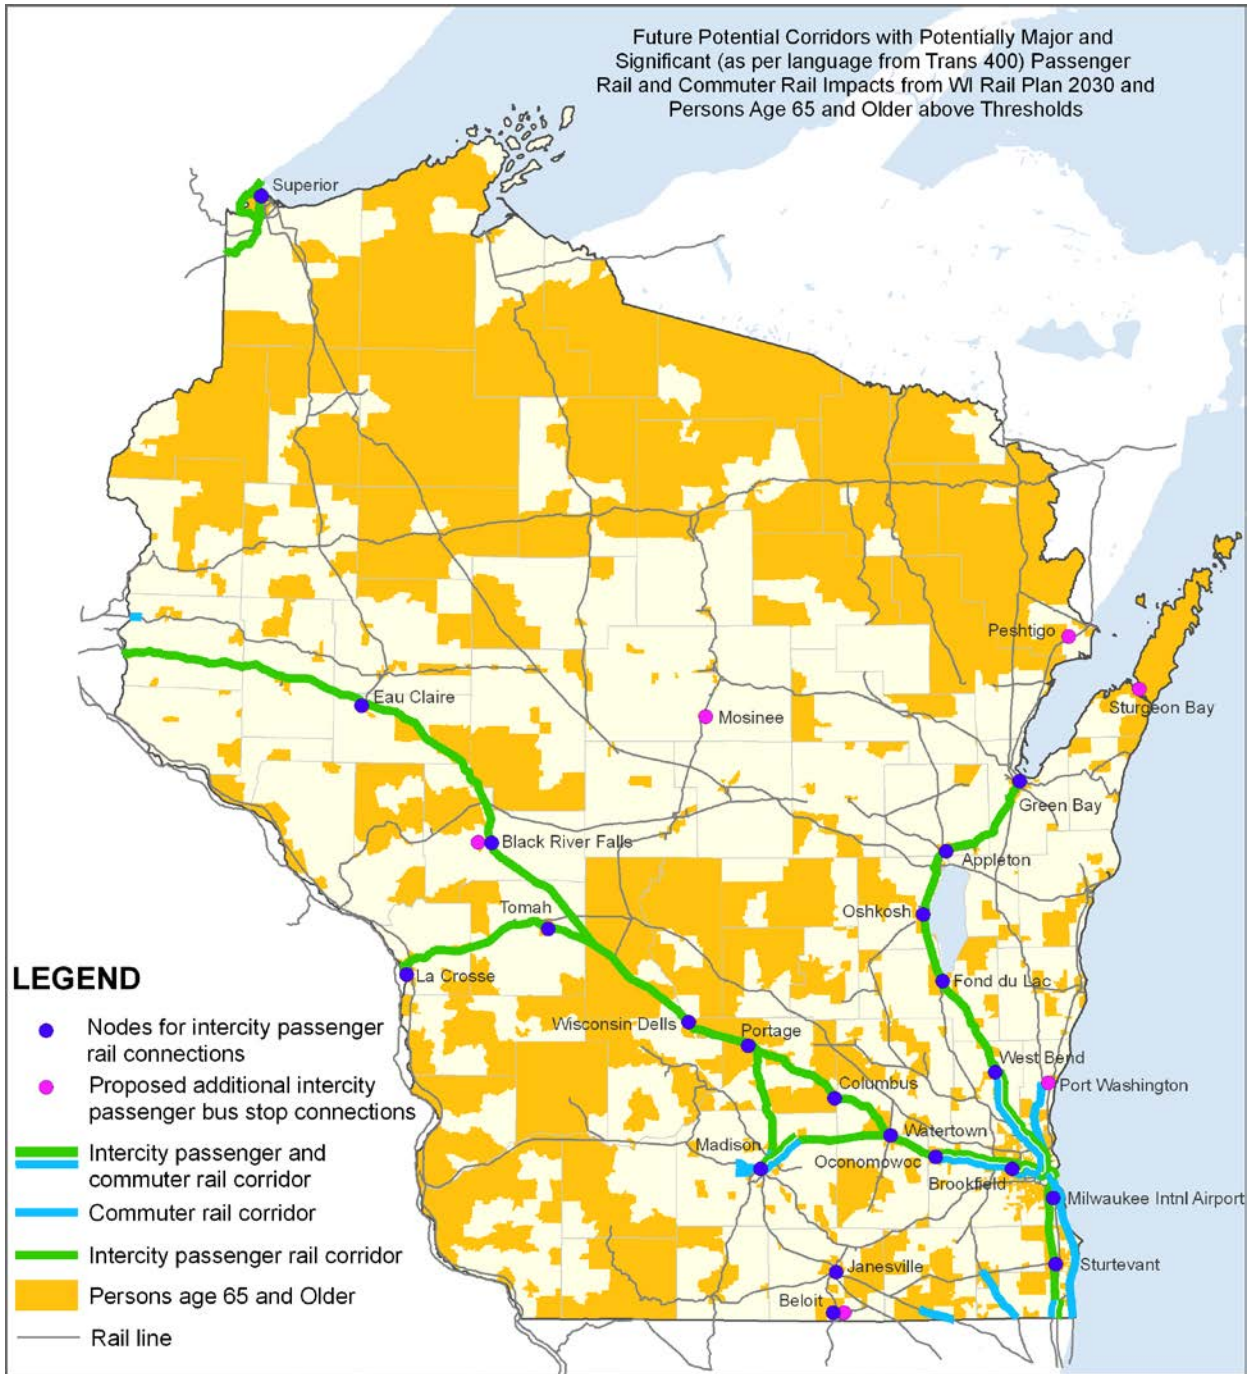 Future Potential Corridors with Potentially Major and
Significant (as per language from Trans 400) Passenger
Rail and Commuter Rail Impacts from WI Rail Plan 2030 and
Persons Age 65 and Older above Thresholds
Superior
Peshtigo
Sturgeon Bay
Eau Claire
Mosinee
Green Bay
Black River Falls
Appleton
Tomah
Oshkosh
La Crosse
Fond du Lac
Wisconsin Dells
Portage
West Bend
Port Washington
Columbus
Madison
Watertown
Oconomowoc
Brookfield
Milwaukee Intnl Airport
Janesville
Sturtevant
Beloit
LEGEND
Nodes for intercity passenger
rail connections
Proposed additional intercity
passenger bus stop connections
Intercity passenger and
commuter rail corridor
Commuter rail corridor
Intercity passenger rail corridor
Persons age 65 and Older
Rail line